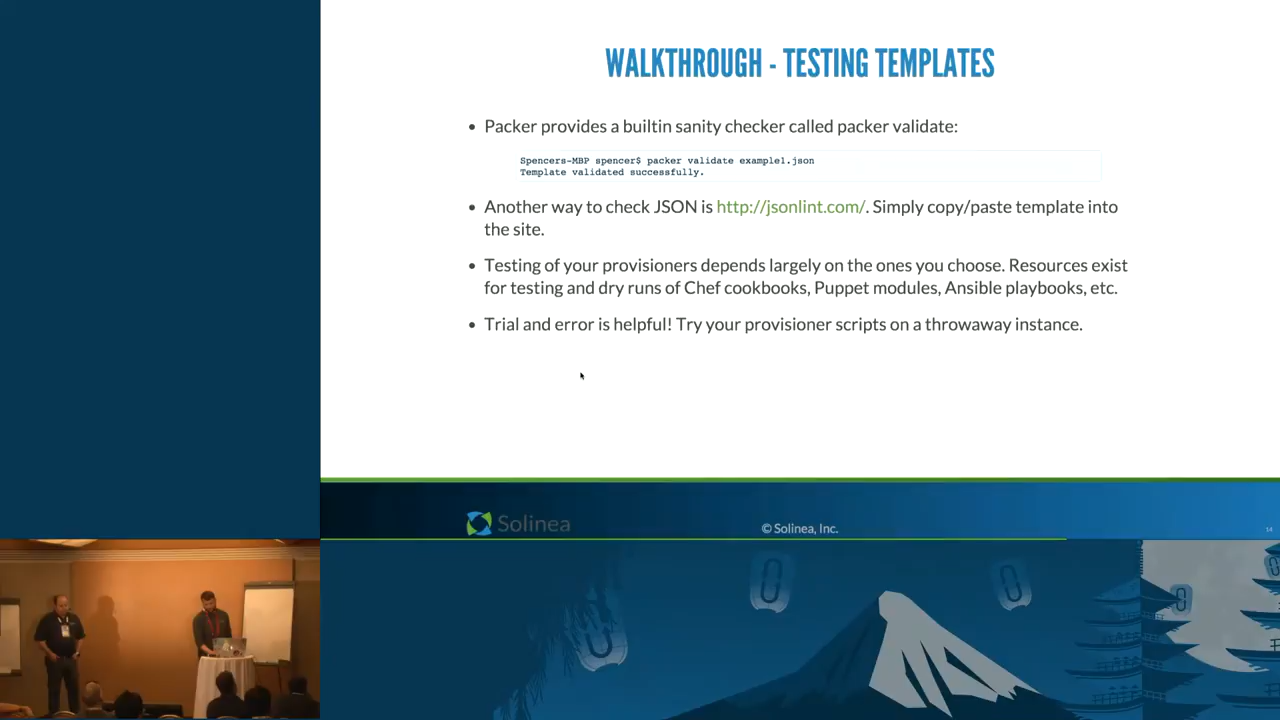 WALKTHROUGH - TESTING TEMPLATES
• Packer provides a builtin sanity checker called packer validate:
Spencers-MBP spencer$ packer validate example1.json
Template validated successfully.
• Another way to check JSON is http://jsonlint.com/. Simply copy/paste template into
the site.
• Testing of your provisioners depends largely on the ones you choose. Resources exist
for testing and dry runs of Chef cookbooks, Puppet modules, Ansible playbooks, etc.
• Trial and error is helpful! Try your provisioner scripts on a throwaway instance.
Solinea
© Solinea, Inc.
14